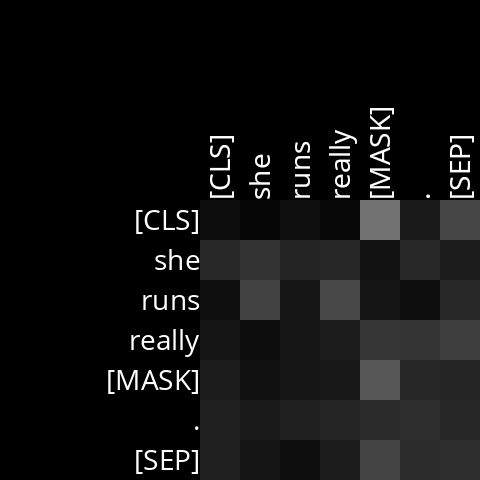 [CLS] she runs really [MASK] . [SEP]
[CLS]
she
runs
really
[MASK]
.
[SEP]